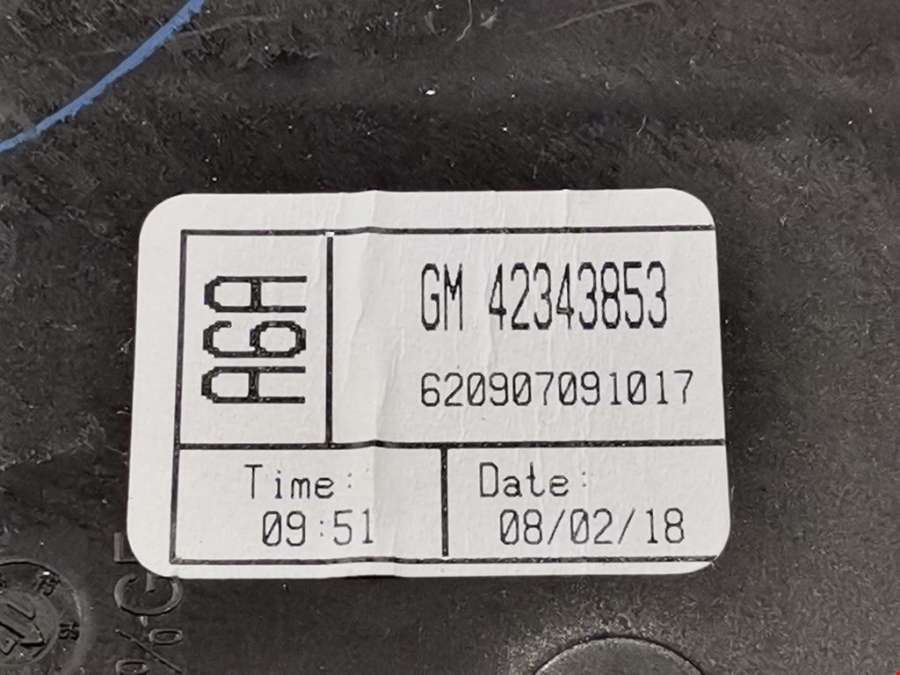 A6A
GM 42343853
620907091017
Time:
09:51
Date:
08/02/18